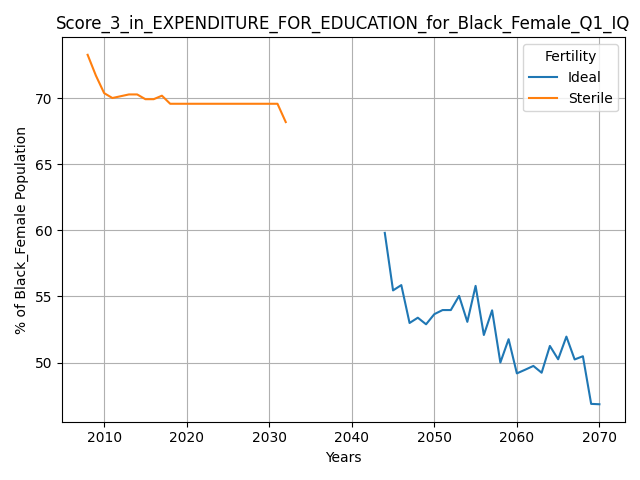 Score_3_in_EXPENDITURE_FOR_EDUCATION_for_Black_Female_Q1_IQ
Fertility
Ideal
Sterile
% of Black_Female Population
70
65
60
55
50
2010 2020 2030 2040 2050 2060 2070
Years